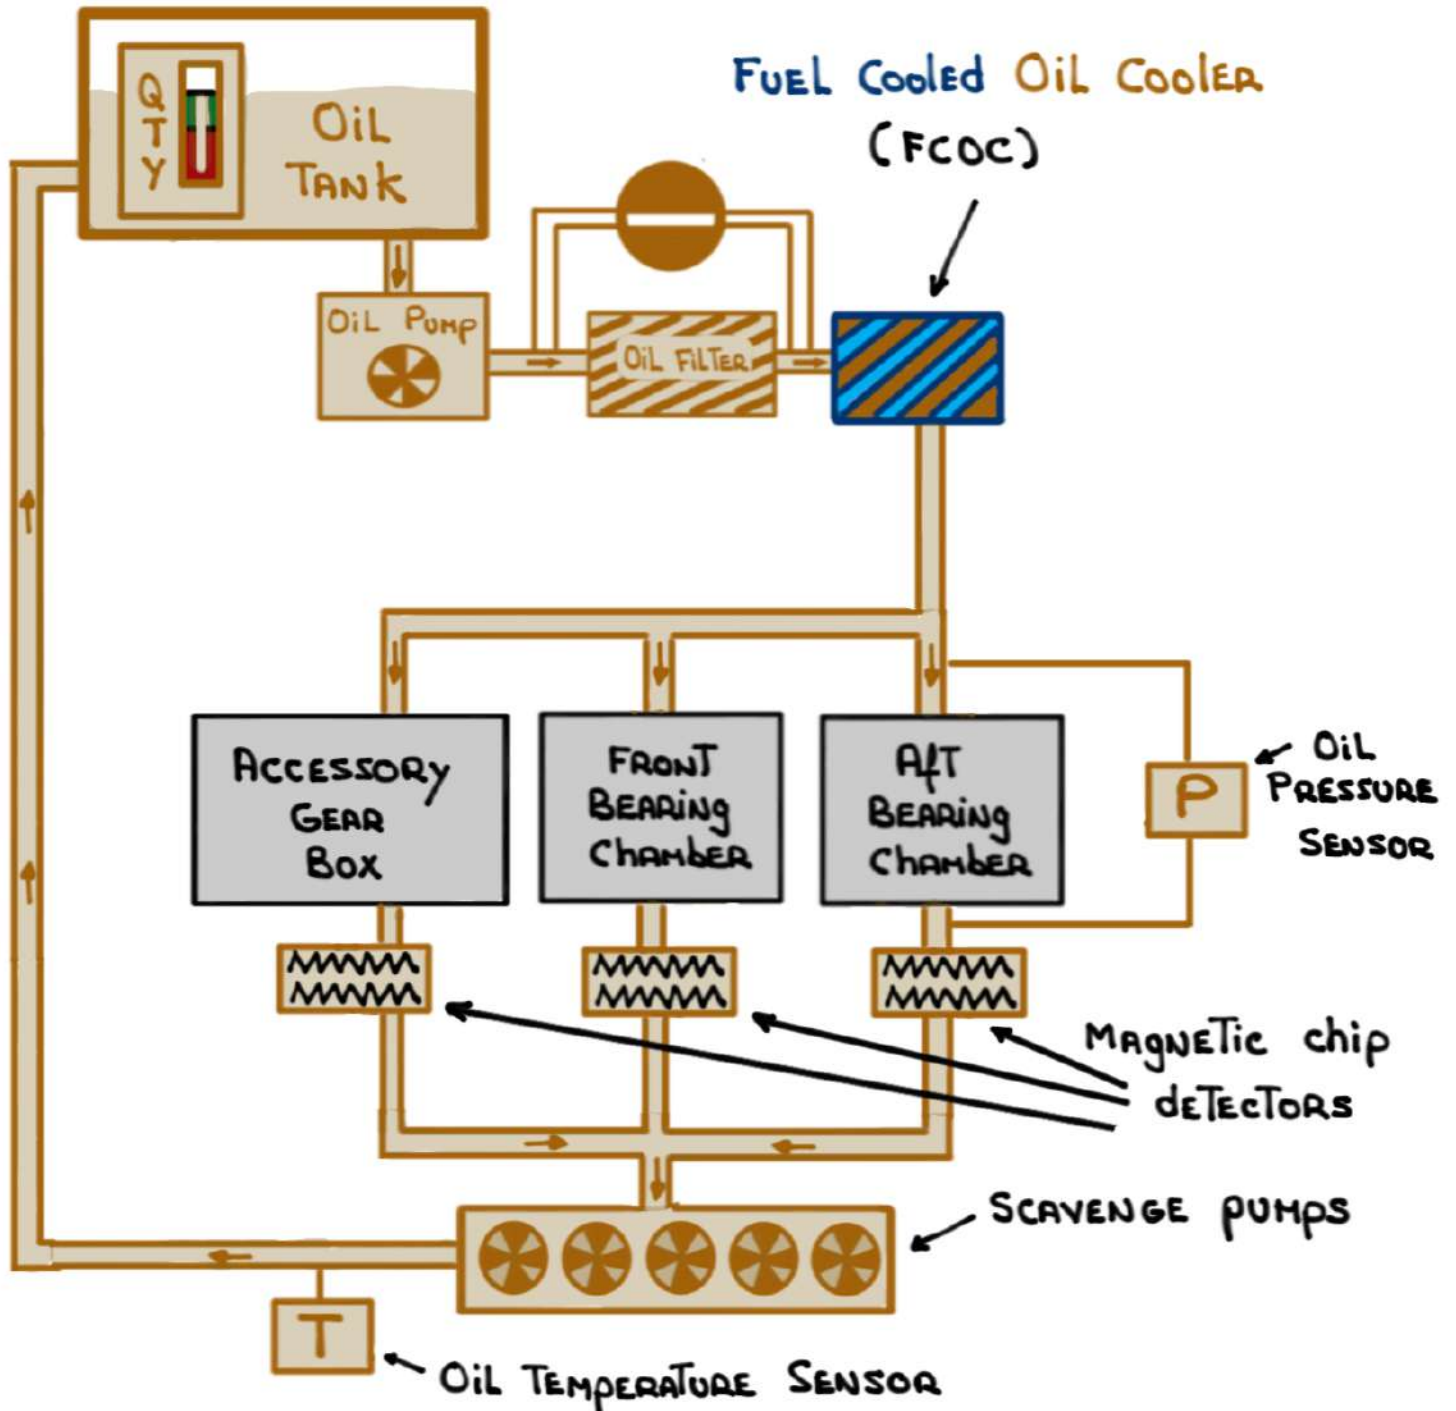 Fuel Cooled Oil Cooler
(FCOC)
Q
T
Y
Oil
Tank
Oil Pump
Oil Filter
Accessory
Gear
Box
Front
Bearing
Chamber
Aft
Bearing
Chamber
Oil
Pressure
Sensor
P
Magnetic chip
detectors
Scavenge pumps
T
Oil Temperature Sensor